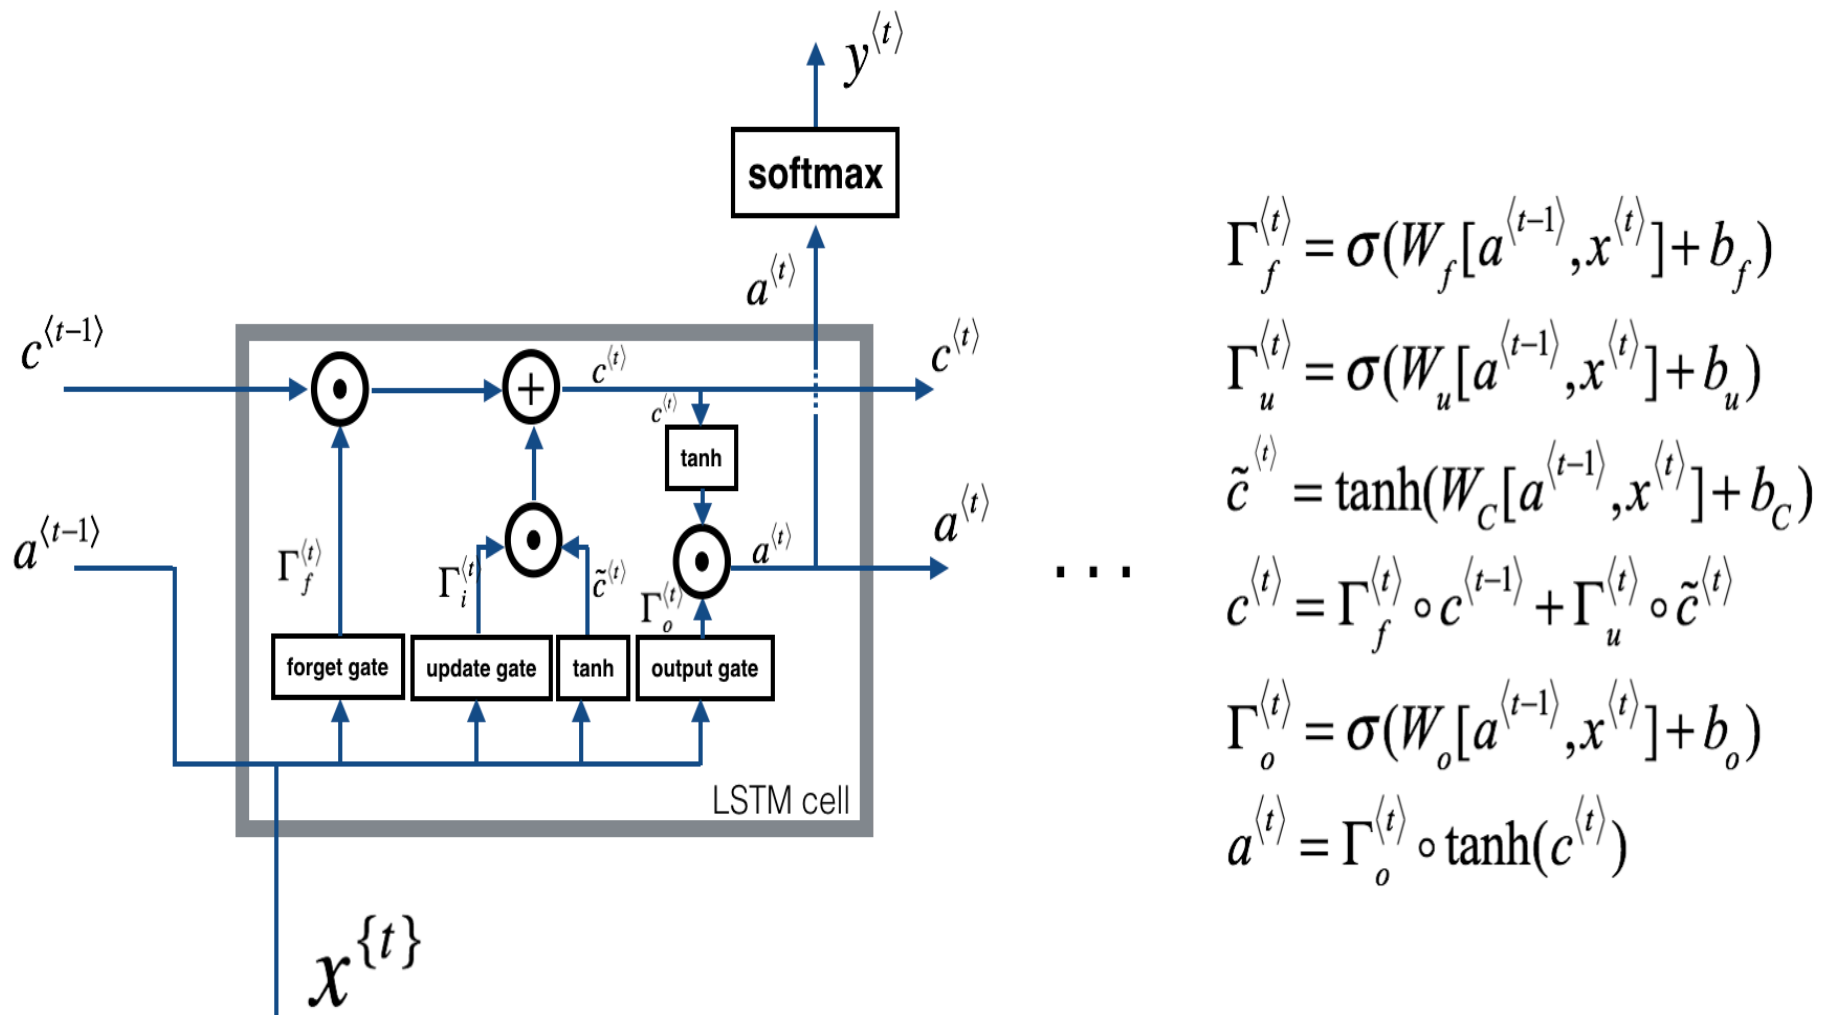 y⟨t⟩
softmax
a⟨t⟩
c⟨t−1⟩
c⟨t⟩
c⟨t⟩
c⟨t⟩
tanh
a⟨t−1⟩
a⟨t⟩
a⟨t⟩
Γf⟨t⟩
Γi⟨t⟩
c̃⟨t⟩
Γo⟨t⟩
forget gate
update gate
tanh
output gate
LSTM cell
x{t}
...
Γf⟨t⟩ = σ(Wf[a⟨t−1⟩, x⟨t⟩] + bf)
Γu⟨t⟩ = σ(Wu[a⟨t−1⟩, x⟨t⟩] + bu)
c̃⟨t⟩ = tanh(WC[a⟨t−1⟩, x⟨t⟩] + bC)
c⟨t⟩ = Γf⟨t⟩ ∘ c⟨t−1⟩ + Γu⟨t⟩ ∘ c̃⟨t⟩
Γo⟨t⟩ = σ(Wo[a⟨t−1⟩, x⟨t⟩] + bo)
a⟨t⟩ = Γo⟨t⟩ ∘ tanh(c⟨t⟩)